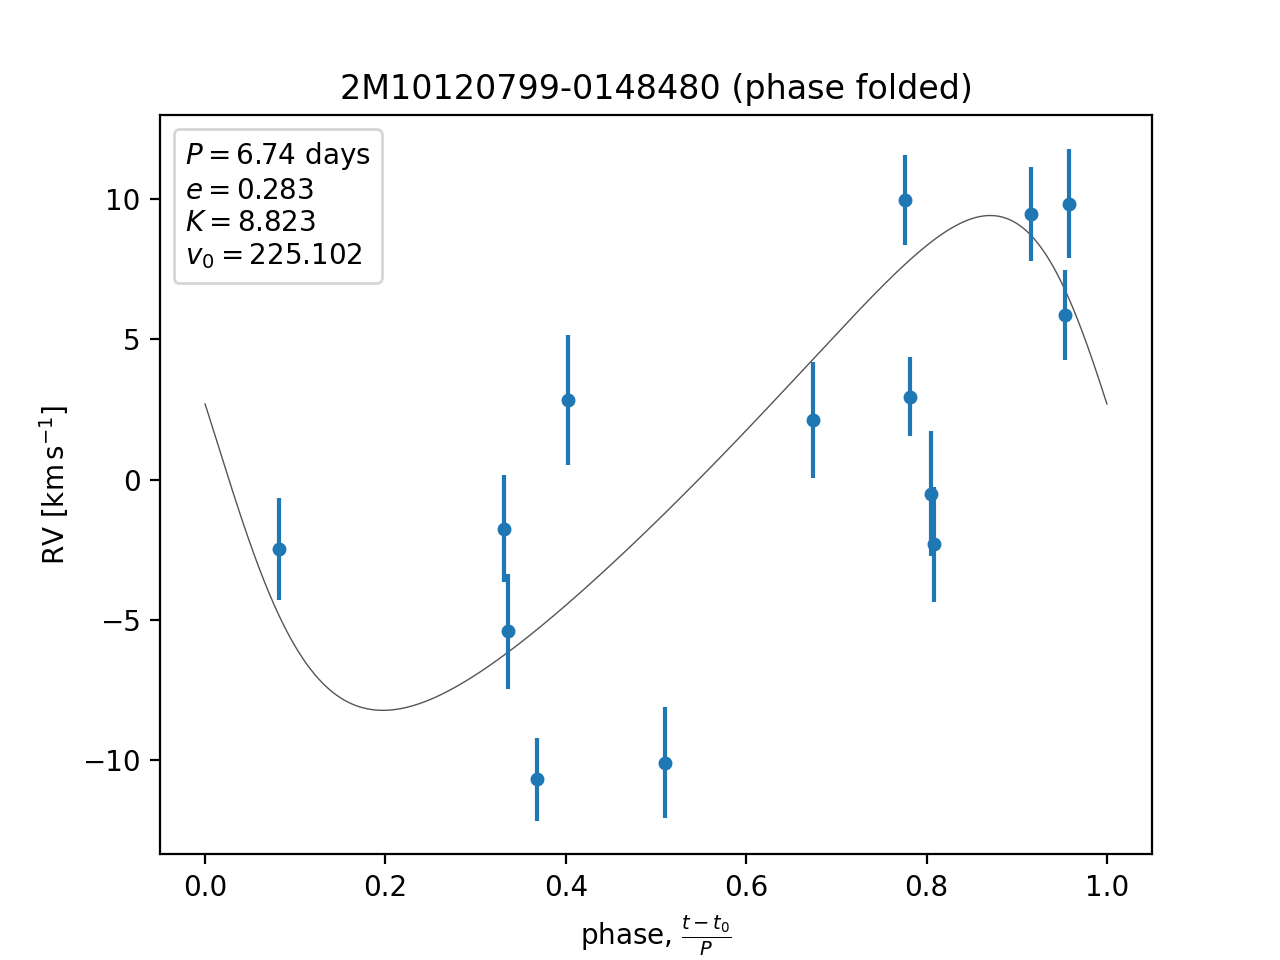 2M10120799-0148480 (phase folded)
P = 6.74 days
e = 0.283
K = 8.823
v₀ = 225.102
10
5
0
−5
−10
RV [km s⁻¹]
0.0 0.2 0.4 0.6 0.8 1.0
phase, (t − t₀)/P